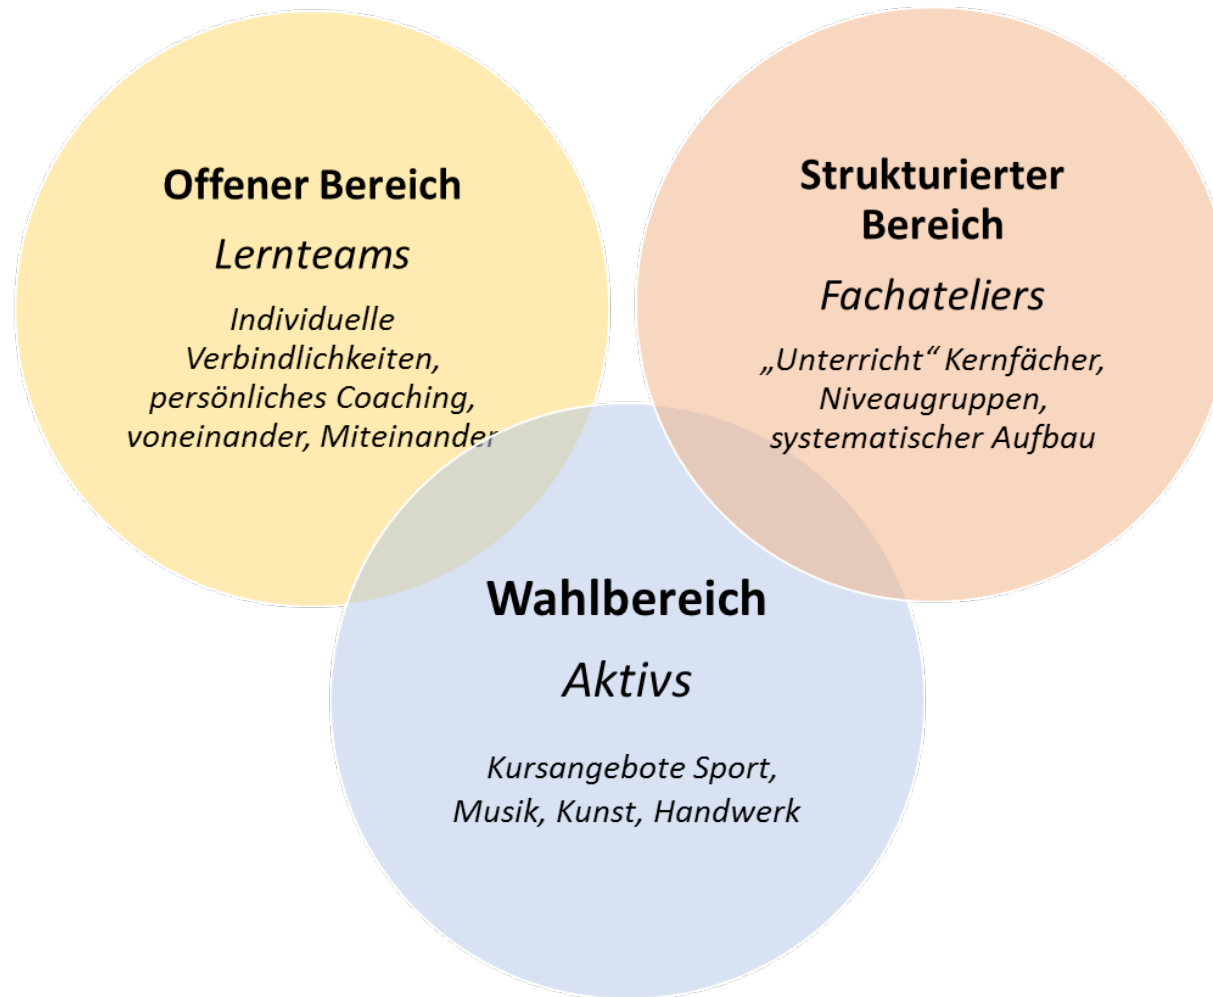 Offener Bereich
Lernteams
Individuelle
Verbindlichkeiten,
persönliches Coaching,
voneinander, Miteinander
Strukturierter
Bereich
Fachateliers
„Unterricht“ Kernfächer,
Niveaugruppen,
systematischer Aufbau
Wahlbereich
Aktivs
Kursangebote Sport,
Musik, Kunst, Handwerk